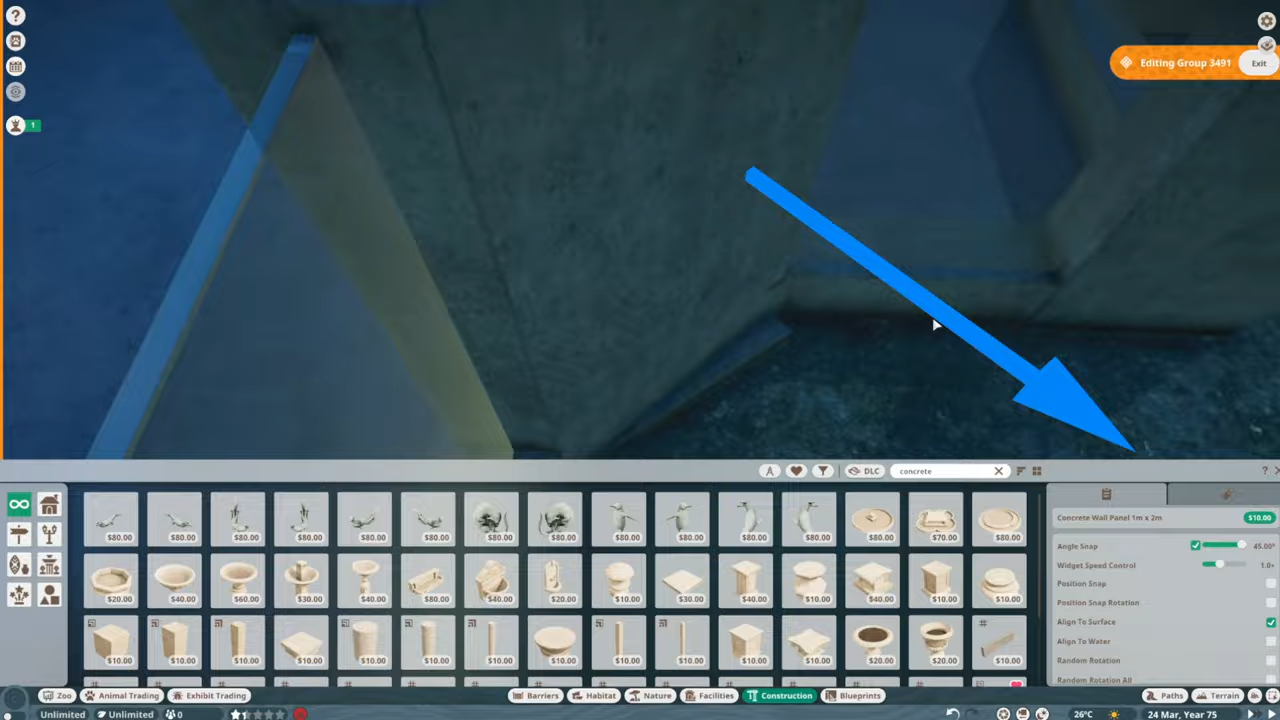 ?
Editing Group 3491
Exit
1
A
DLC
concrete
?
$80.00 $80.00 $80.00 $80.00 $80.00 $80.00 $80.00 $80.00 $80.00 $80.00 $80.00 $80.00 $80.00 $70.00 $80.00
$20.00 $40.00 $60.00 $30.00 $40.00 $80.00 $40.00 $20.00 $10.00 $30.00 $40.00 $10.00 $40.00 $10.00 $10.00
$10.00 $10.00 $10.00 $10.00 $10.00 $10.00 $10.00 $10.00 $10.00 $10.00 $10.00 $10.00 $20.00 $20.00 $10.00
Concrete Wall Panel 1m x 2m $10.00
Angle Snap 45.00°
Widget Speed Control 1.0×
Position Snap
Position Snap Rotation
Align To Surface
Align To Water
Random Rotation
Random Rotation All
Zoo Animal Trading Exhibit Trading Barriers Habitat Nature Facilities Construction Blueprints Paths Terrain
Unlimited Unlimited 0 26°C 24 Mar, Year 75